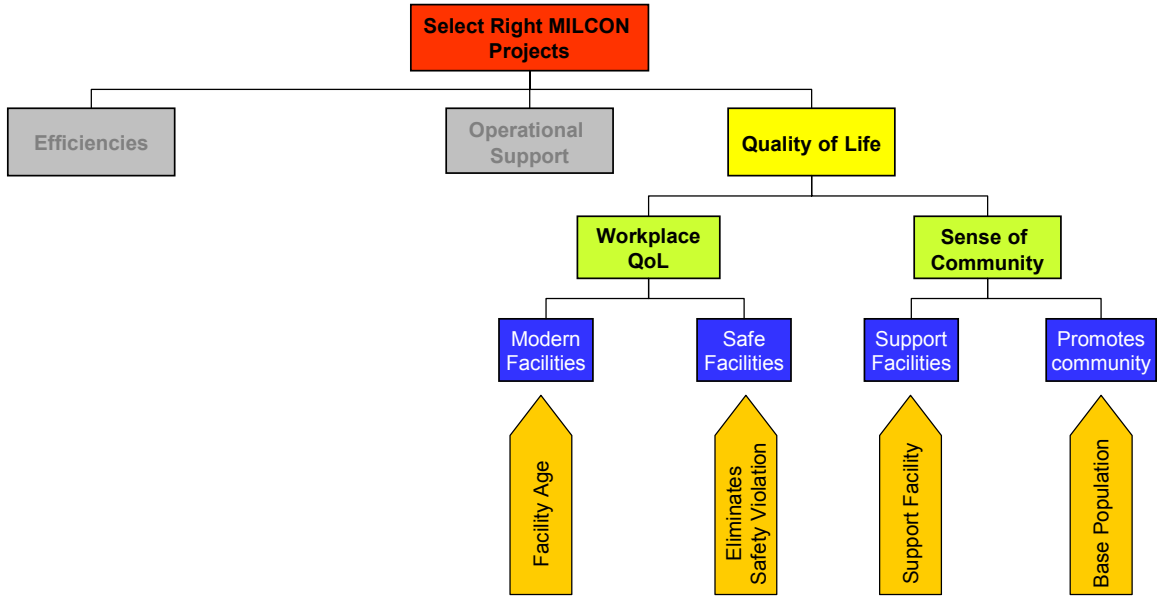 Select Right MILCON
Projects
Efficiencies
Operational
Support
Quality of Life
Workplace
QoL
Sense of
Community
Modern
Facilities
Safe
Facilities
Support
Facilities
Promotes
community
Facility Age
Eliminates
Safety Violation
Support Facility
Base Population